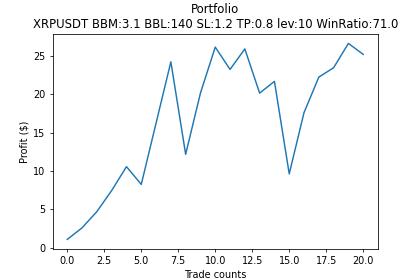 Portfolio
XRPUSDT BBM:3.1 BBL:140 SL:1.2 TP:0.8 lev:10 WinRatio:71.0
Profit ($)
25
20
15
10
5
0
0.0 2.5 5.0 7.5 10.0 12.5 15.0 17.5 20.0
Trade counts